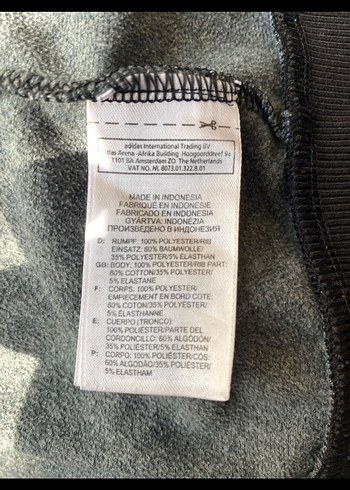 adidas International Trading BV
das Arena -Afrika Building Hoogoorddreef 9a
1101 BA Amsterdam ZO The Netherlands
VAT NO. NL 8073.01.322.B.01
MADE IN INDONESIA
FABRIQUÉ EN INDONÉSIE
FABRICADO EN INDONESIA
GYÁRTVA: INDONÉZIA
ПРОИЗВЕДЕНО В ИНДОНЕЗИИ
D: RUMPF: 100% POLYESTER/RIB
EINSATZ: 60% BAUMWOLLE/
35% POLYESTER/5% ELASTHAN
GB: BODY: 100% POLYESTER/RIB PART:
60% COTTON/35% POLYESTER/
5% ELASTANE
F: CORPS: 100% POLYESTER/
EMPIECEMENT EN BORD COTE:
60% COTON/35% POLYESTER/
5% ELASTHANNE
E: CUERPO (TRONCO):
100% POLIÉSTER/PARTE DEL
CORDONCILLO: 60% ALGODÓN/
35% POLIÉSTER/5% ELASTHAN
P: CORPO: 100% POLIÉSTER/CÓS:
60% ALGODÃO/35% POLIÉSTER/
5% ELASTHAM